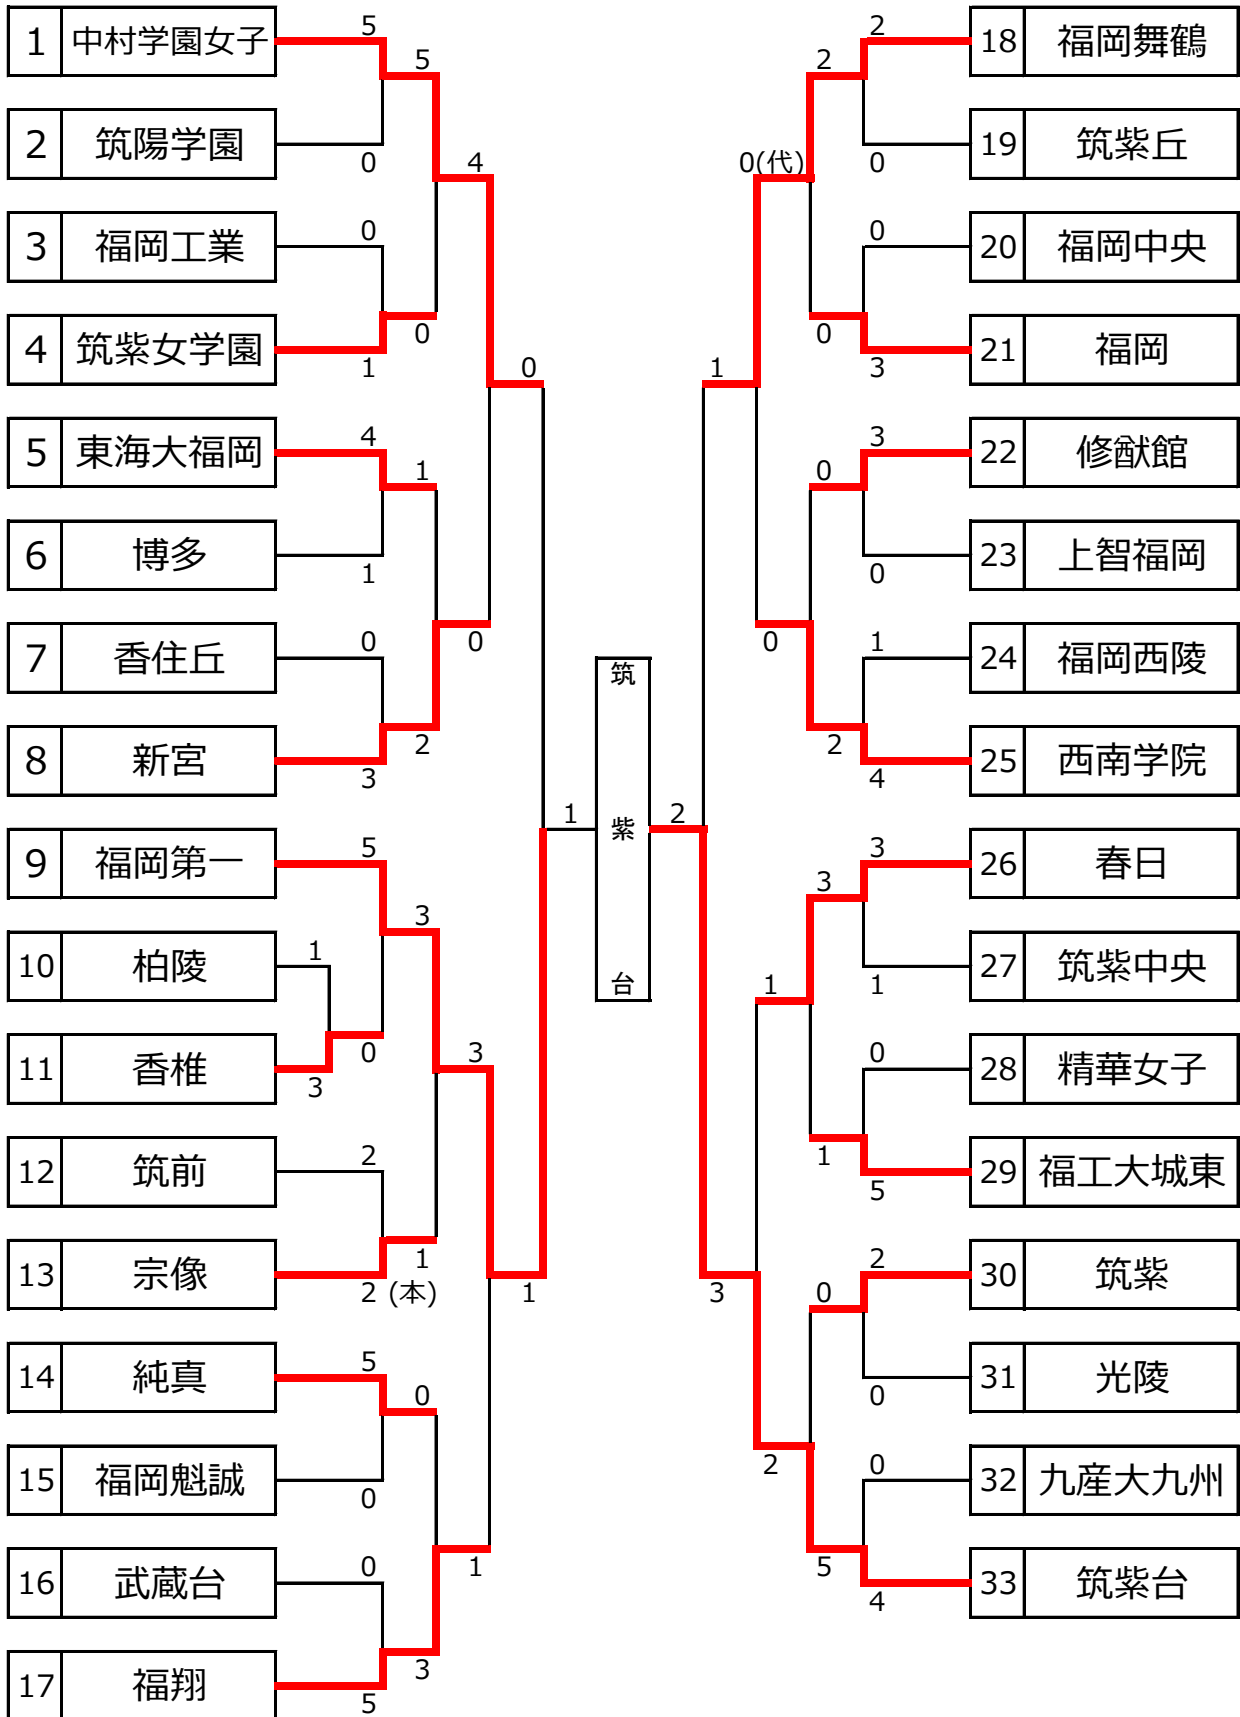 1 中村学園女子
5
5
2 筑陽学園
0
4
3 福岡工業
0
4 筑紫女学園
1
0
0
5 東海大福岡
4
1
6 博多
1
7 香住丘
0
0
8 新宮
3
2
1
9 福岡第一
5
3
10 柏陵
1
11 香椎
3
0
3
12 筑前
2
13 宗像
2
1
(本)
1
14 純真
5
0
15 福岡魁誠
0
16 武蔵台
0
1
17 福翔
5
3
筑
紫
台
2
2
18 福岡舞鶴
2
19 筑紫丘
0
0(代)
20 福岡中央
0
21 福岡
3
0
1
22 修猷館
3
0
23 上智福岡
0
24 福岡西陵
1
0
25 西南学院
4
2
2
26 春日
3
3
27 筑紫中央
1
1
28 精華女子
0
29 福工大城東
5
1
30 筑紫
2
0
3
31 光陵
0
32 九産大九州
0
2
33 筑紫台
4
5